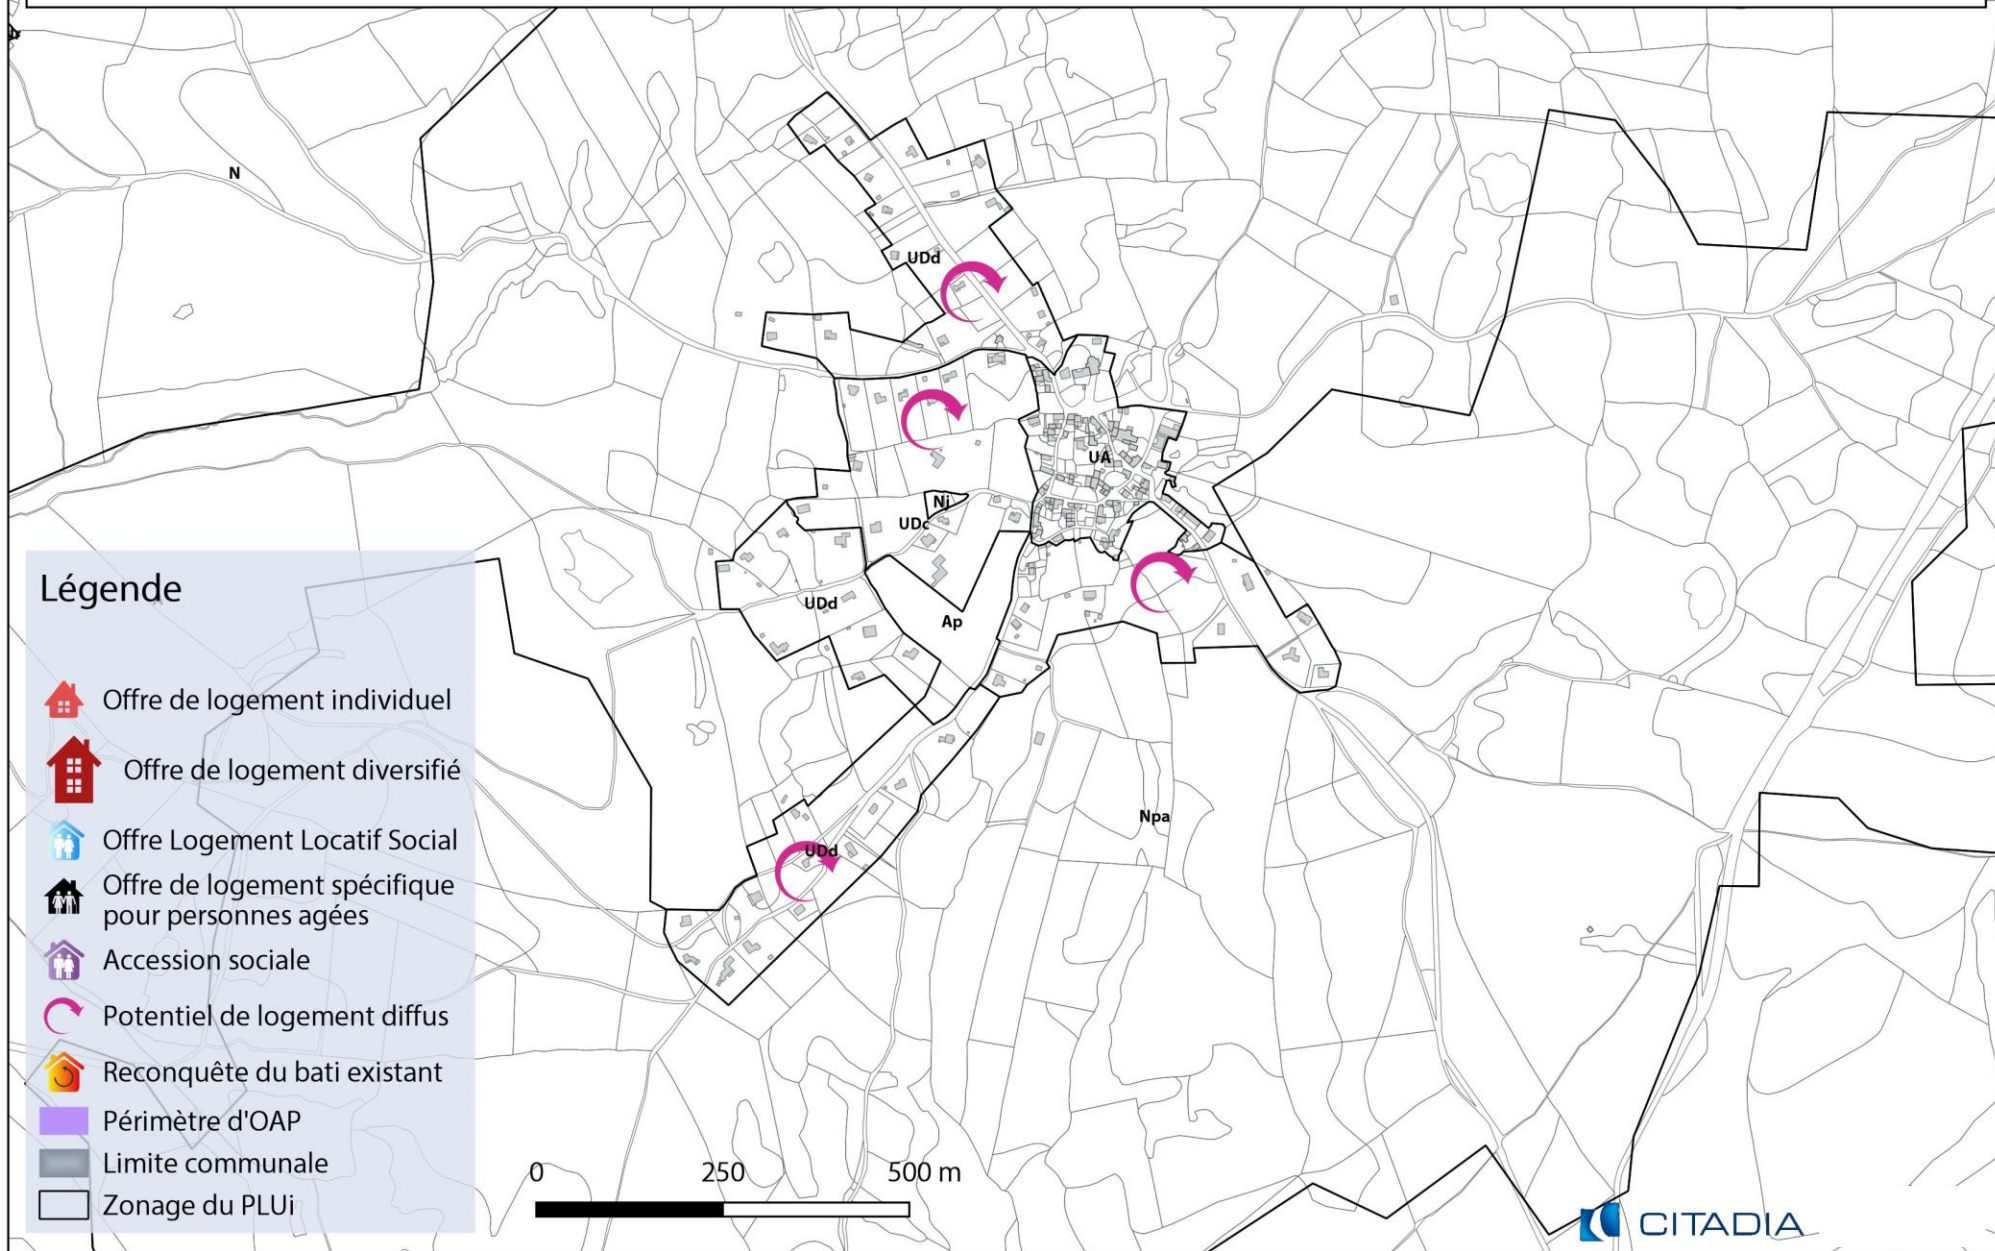 N
UDd
UA
Nj
UDc
UDd
Ap
Npa
UDd
Légende
Offre de logement individuel
Offre de logement diversifié
Offre Logement Locatif Social
Offre de logement spécifique
pour personnes agées
Accession sociale
Potentiel de logement diffus
Reconquête du bati existant
Périmètre d'OAP
Limite communale
Zonage du PLUi
0 250 500 m
CITADIA